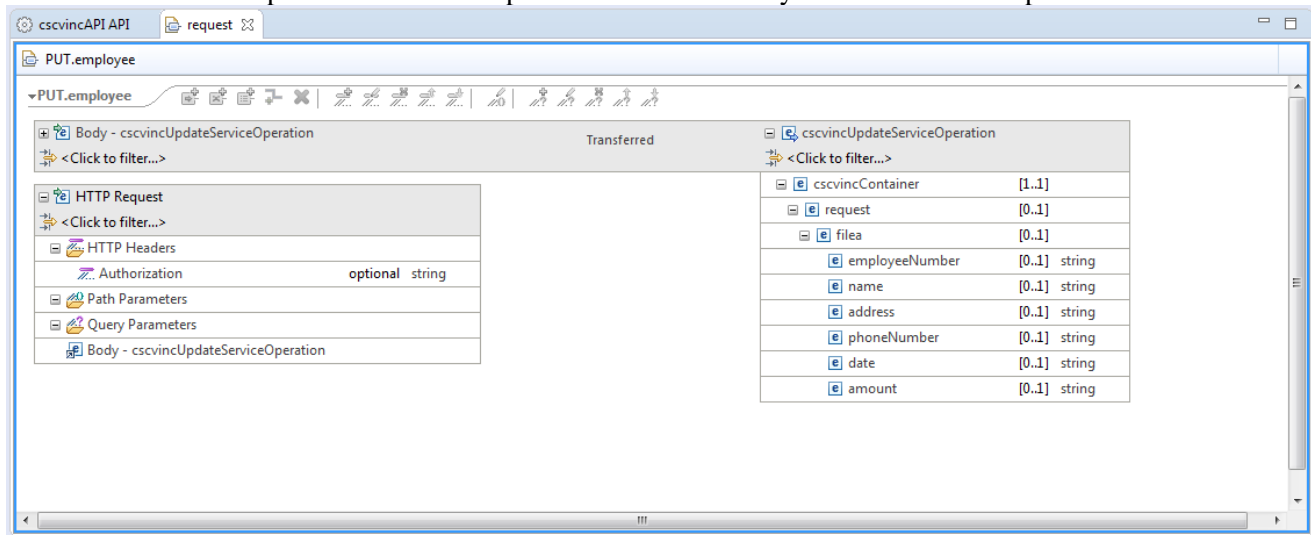 cscvincAPI API request
PUT.employee
PUT.employee
Body - cscvincUpdateServiceOperation Transferred cscvincUpdateServiceOperation
<Click to filter...> <Click to filter...>
HTTP Request cscvincContainer [1..1]
<Click to filter...> request [0..1]
HTTP Headers filea [0..1]
Authorization optional string employeeNumber [0..1] string
Path Parameters name [0..1] string
Query Parameters address [0..1] string
Body - cscvincUpdateServiceOperation phoneNumber [0..1] string
date [0..1] string
amount [0..1] string